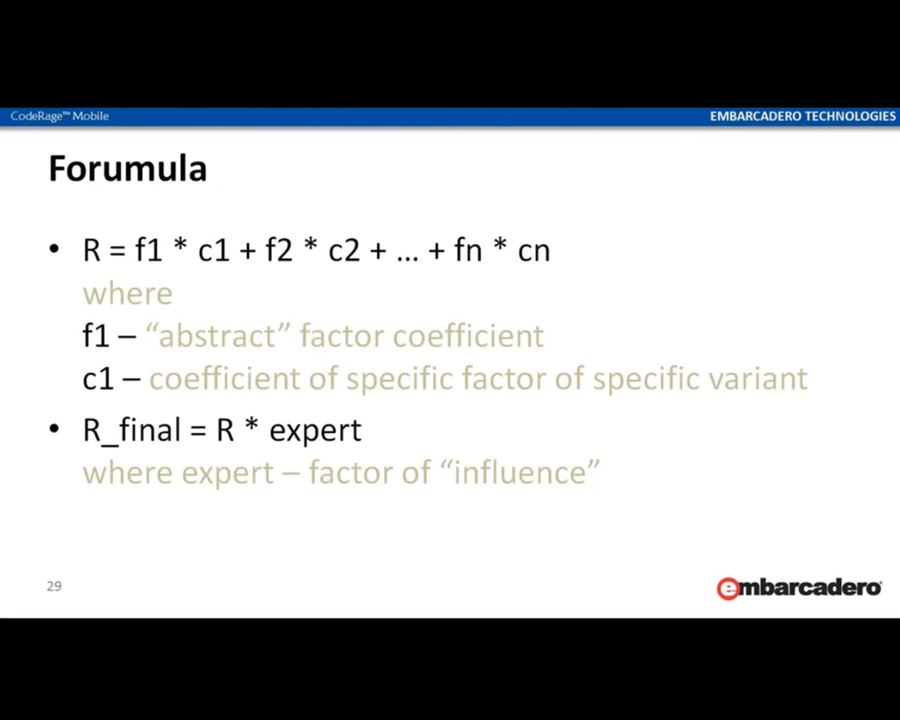 CodeRage™ Mobile
EMBARCADERO TECHNOLOGIES
Forumula
• R = f1 * c1 + f2 * c2 + ... + fn * cn
where
f1 – “abstract” factor coefficient
c1 – coefficient of specific factor of specific variant
• R_final = R * expert
where expert – factor of “influence”
29
embarcadero